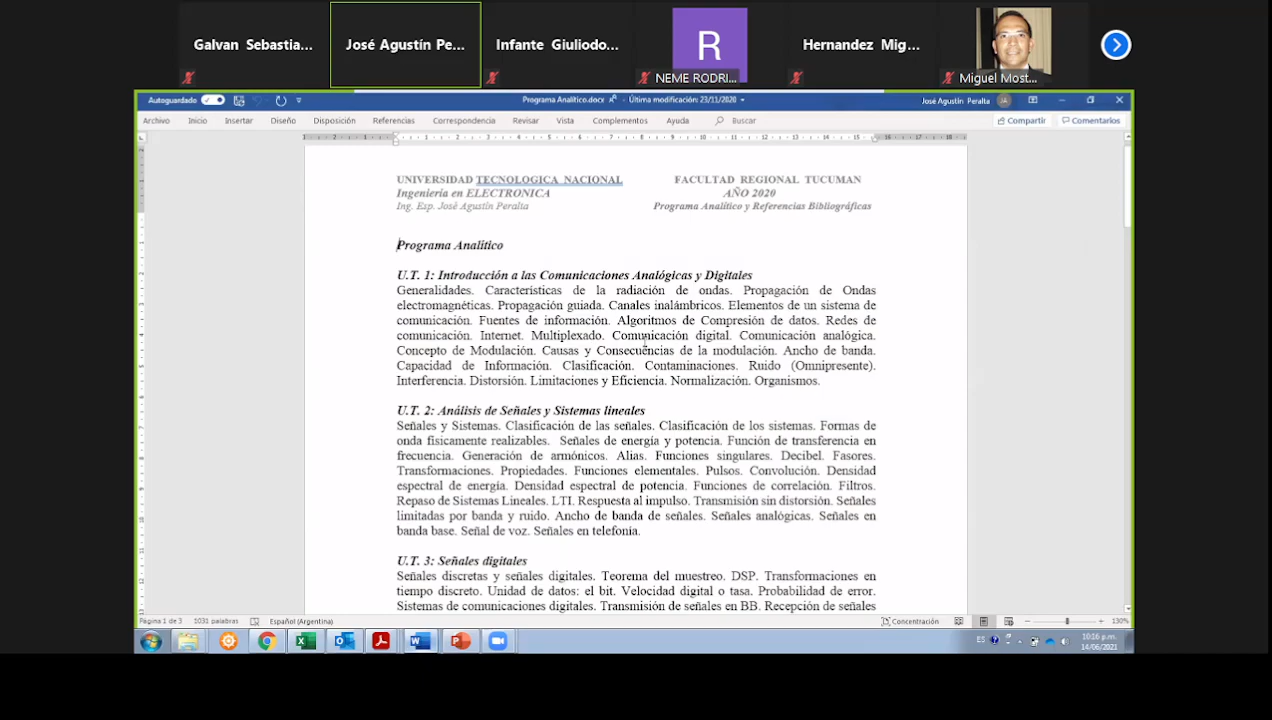 Galvan Sebastia...
José Agustín Pe...
Infante Giuliodo...
R
NEME RODRI...
Hernandez Mig...
Miguel Most...
Autoguardado
Programa Analítico.docx
Última modificación: 23/11/2020
José Agustín Peralta
JA
Archivo Inicio Insertar Diseño Disposición Referencias Correspondencia Revisar Vista Complementos Ayuda Buscar Compartir Comentarios
UNIVERSIDAD TECNOLOGICA NACIONAL FACULTAD REGIONAL TUCUMAN
Ingeniería en ELECTRONICA AÑO 2020
Ing. Esp. José Agustín Peralta Programa Analítico y Referencias Bibliográficas
Programa Analítico
U.T. 1: Introducción a las Comunicaciones Analógicas y Digitales
Generalidades. Características de la radiación de ondas. Propagación de Ondas
electromagnéticas. Propagación guiada. Canales inalámbricos. Elementos de un sistema de
comunicación. Fuentes de información. Algoritmos de Compresión de datos. Redes de
comunicación. Internet. Multiplexado. Comunicación digital. Comunicación analógica.
Concepto de Modulación. Causas y Consecuencias de la modulación. Ancho de banda.
Capacidad de Información. Clasificación. Contaminaciones. Ruido (Omnipresente).
Interferencia. Distorsión. Limitaciones y Eficiencia. Normalización. Organismos.
U.T. 2: Análisis de Señales y Sistemas lineales
Señales y Sistemas. Clasificación de las señales. Clasificación de los sistemas. Formas de
onda físicamente realizables. Señales de energía y potencia. Función de transferencia en
frecuencia. Generación de armónicos. Alias. Funciones singulares. Decibel. Fasores.
Transformaciones. Propiedades. Funciones elementales. Pulsos. Convolución. Densidad
espectral de energía. Densidad espectral de potencia. Funciones de correlación. Filtros.
Repaso de Sistemas Lineales. LTI. Respuesta al impulso. Transmisión sin distorsión. Señales
limitadas por banda y ruido. Ancho de banda de señales. Señales analógicas. Señales en
banda base. Señal de voz. Señales en telefonía.
U.T. 3: Señales digitales
Señales discretas y señales digitales. Teorema del muestreo. DSP. Transformaciones en
tiempo discreto. Unidad de datos: el bit. Velocidad digital o tasa. Probabilidad de error.
Sistemas de comunicaciones digitales. Transmisión de señales en BB. Recepción de señales
Página 1 de 3 1031 palabras Español (Argentina) Concentración 130%
ES 10:16 p.m.
14/06/2021